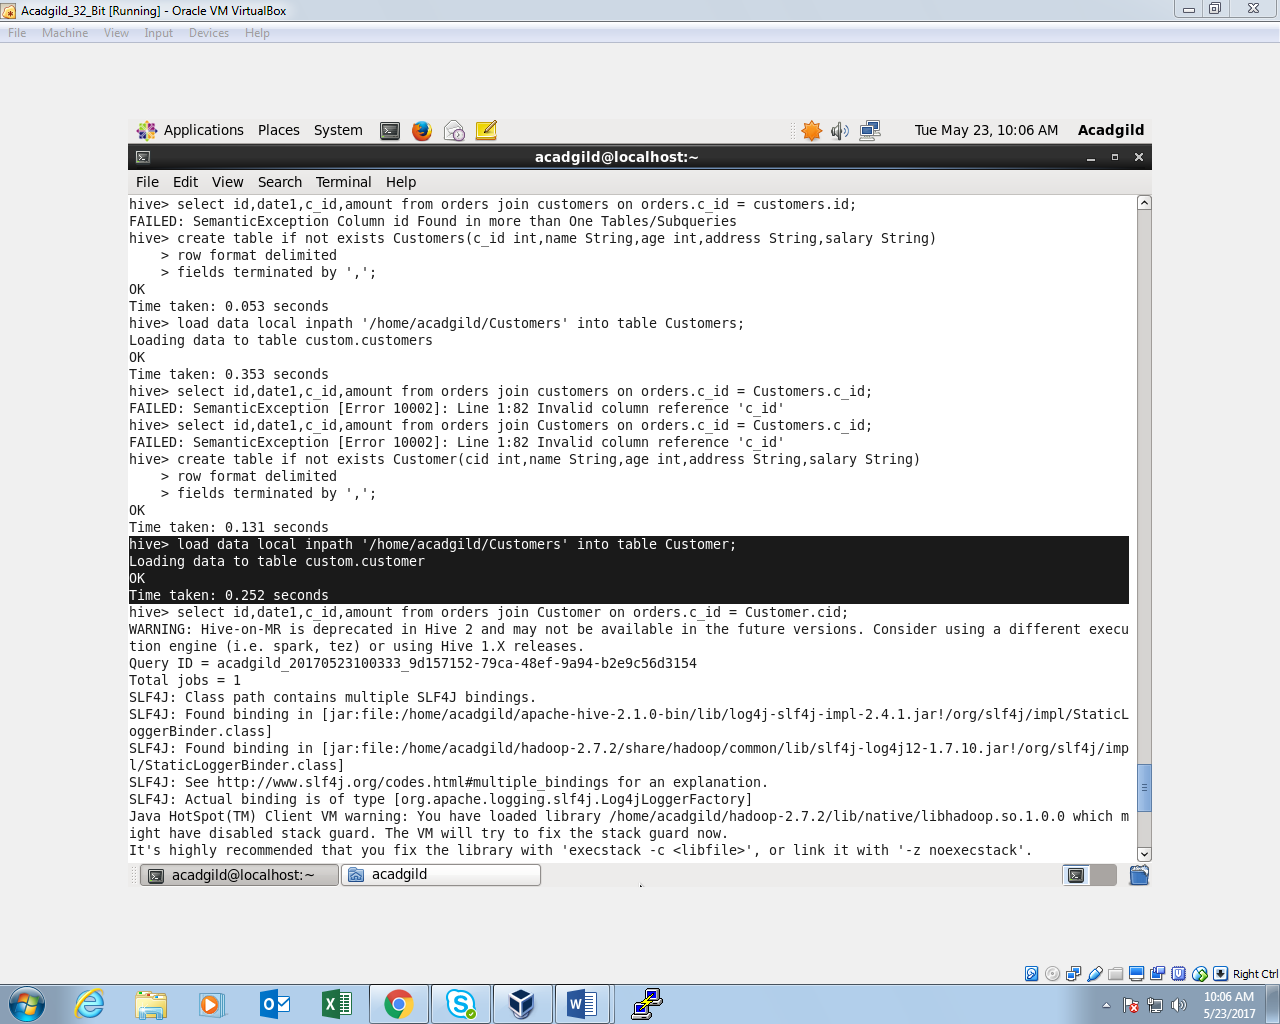 Acadgild_32_Bit [Running] - Oracle VM VirtualBox
File Machine View Input Devices Help
Applications Places System Tue May 23, 10:06 AM Acadgild
acadgild@localhost:~
File Edit View Search Terminal Help
hive> select id,date1,c_id,amount from orders join customers on orders.c_id = customers.id;
FAILED: SemanticException Column id Found in more than One Tables/Subqueries
hive> create table if not exists Customers(c_id int,name String,age int,address String,salary String)
    > row format delimited
    > fields terminated by ',';
OK
Time taken: 0.053 seconds
hive> load data local inpath '/home/acadgild/Customers' into table Customers;
Loading data to table custom.customers
OK
Time taken: 0.353 seconds
hive> select id,date1,c_id,amount from orders join customers on orders.c_id = Customers.c_id;
FAILED: SemanticException [Error 10002]: Line 1:82 Invalid column reference 'c_id'
hive> select id,date1,c_id,amount from orders join Customers on orders.c_id = Customers.c_id;
FAILED: SemanticException [Error 10002]: Line 1:82 Invalid column reference 'c_id'
hive> create table if not exists Customer(cid int,name String,age int,address String,salary String)
    > row format delimited
    > fields terminated by ',';
OK
Time taken: 0.131 seconds
hive> load data local inpath '/home/acadgild/Customers' into table Customer;
Loading data to table custom.customer
OK
Time taken: 0.252 seconds
hive> select id,date1,c_id,amount from orders join Customer on orders.c_id = Customer.cid;
WARNING: Hive-on-MR is deprecated in Hive 2 and may not be available in the future versions. Consider using a different execu
tion engine (i.e. spark, tez) or using Hive 1.X releases.
Query ID = acadgild_20170523100333_9d157152-79ca-48ef-9a94-b2e9c56d3154
Total jobs = 1
SLF4J: Class path contains multiple SLF4J bindings.
SLF4J: Found binding in [jar:file:/home/acadgild/apache-hive-2.1.0-bin/lib/log4j-slf4j-impl-2.4.1.jar!/org/slf4j/impl/StaticL
oggerBinder.class]
SLF4J: Found binding in [jar:file:/home/acadgild/hadoop-2.7.2/share/hadoop/common/lib/slf4j-log4j12-1.7.10.jar!/org/slf4j/imp
l/StaticLoggerBinder.class]
SLF4J: See http://www.slf4j.org/codes.html#multiple_bindings for an explanation.
SLF4J: Actual binding is of type [org.apache.logging.slf4j.Log4jLoggerFactory]
Java HotSpot(TM) Client VM warning: You have loaded library /home/acadgild/hadoop-2.7.2/lib/native/libhadoop.so.1.0.0 which m
ight have disabled stack guard. The VM will try to fix the stack guard now.
It's highly recommended that you fix the library with 'execstack -c <libfile>', or link it with '-z noexecstack'.
acadgild@localhost:~ acadgild
Right Ctrl
10:06 AM
5/23/2017